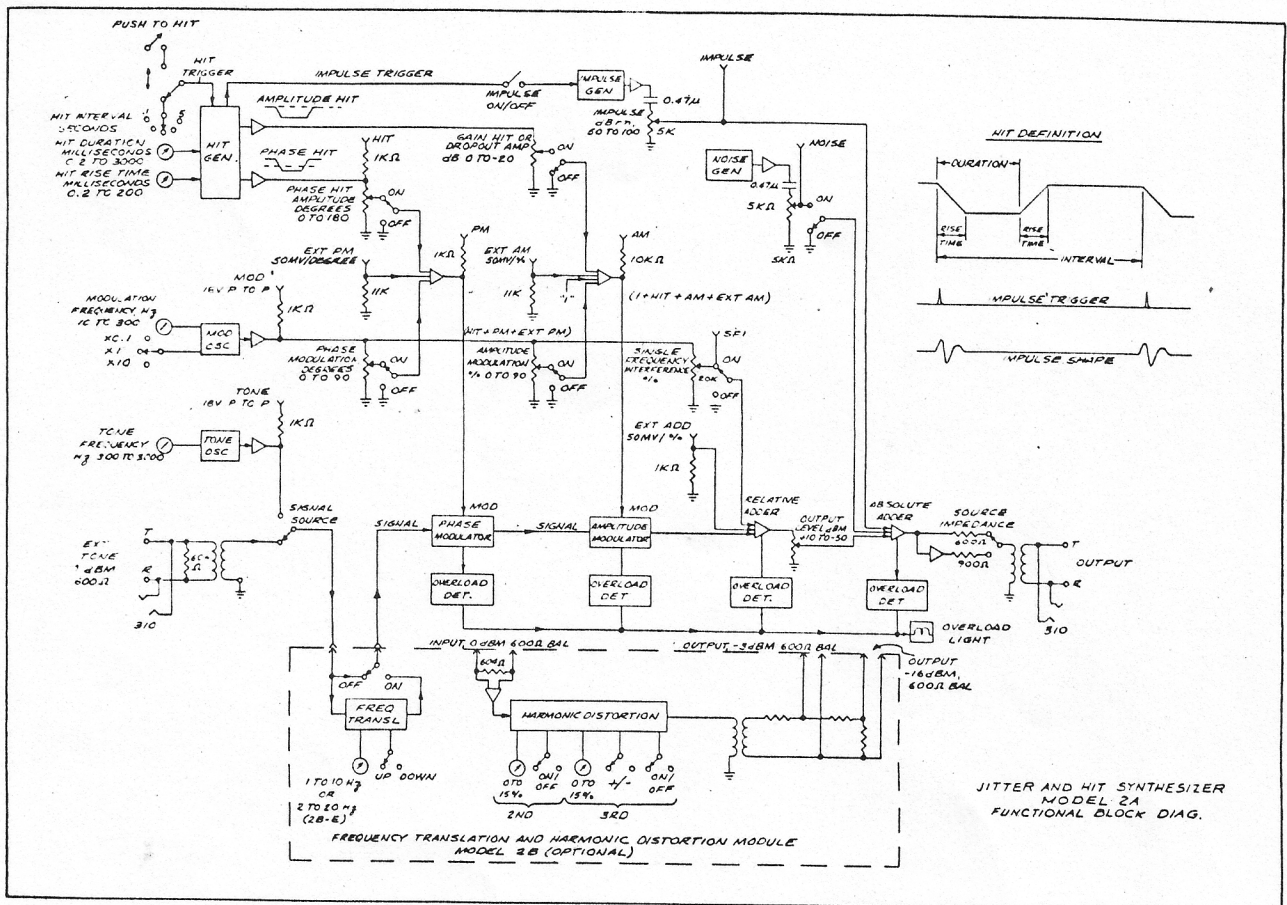 PUSH TO HIT
HIT
TRIGGER
IMPULSE TRIGGER
IMPULSE
ON/OFF
IMPULSE
GEN
0.47µ
IMPULSE
dBrn,
60 TO 100
5K
IMPULSE
HIT INTERVAL
SECONDS
HIT DURATION
MILLISECONDS
0.2 TO 3000
HIT RISE TIME
MILLISECONDS
0.2 TO 200
HIT
GEN.
AMPLITUDE HIT
PHASE HIT
HIT
1KΩ
PHASE HIT
AMPLITUDE
DEGREES
0 TO 180
ON
OFF
GAIN HIT OR
DROPOUT AMP
dB 0 TO -20
ON
OFF
NOISE
GEN
0.47µ
NOISE
ON
5KΩ
OFF
5KΩ
HIT DEFINITION
DURATION
RISE
TIME
RISE
TIME
INTERVAL
IMPULSE TRIGGER
IMPULSE SHAPE
PM
1KΩ
EXT PM
50MV/DEGREE
11K
EXT AM
50MV/%
11K
"1"
AM
10KΩ
(1+HIT+AM+EXT AM)
(HIT+PM+EXT PM)
MODULATION
FREQUENCY, Hz
10 TO 300
X0.1
X1
X10
MOD
OSC
MOD
18V P TO P
1KΩ
PHASE
MODULATION
DEGREES
0 TO 90
ON
OFF
AMPLITUDE
MODULATION
% 0 TO 90
ON
OFF
SINGLE
FREQUENCY
INTERFERENCE
%
20K
SFI
ON
OFF
TONE
18V P TO P
1KΩ
TONE
FREQUENCY
Hz 300 TO 3000
TONE
OSC
EXT ADD
50MV/%
1KΩ
SIGNAL
SOURCE
EXT
TONE
dBM
600Ω
T
R
310
600
Ω
SIGNAL
MOD
PHASE
MODULATOR
SIGNAL
MOD
AMPLITUDE
MODULATOR
RELATIVE
ADDER
OUTPUT
LEVEL dBM
+10 TO -50
ABSOLUTE
ADDER
SOURCE
IMPEDANCE
600Ω
900Ω
T
OUTPUT
R
310
OVERLOAD
DET.
OVERLOAD
DET
OVERLOAD
DET.
OVERLOAD
DET
OVERLOAD
LIGHT
INPUT 0 dBM 600Ω BAL
OUTPUT -3dBM 600Ω BAL
OUTPUT
-16dBM,
600Ω BAL
600Ω
OFF
ON
FREQ
TRANSL
HARMONIC DISTORTION
1 TO 10 Hz
OR
2 TO 20 Hz
(2B-E)
UP DOWN
0 TO
15%
ON/
OFF
0 TO
15%
+/-
ON/
OFF
2ND
3RD
FREQUENCY TRANSLATION AND HARMONIC DISTORTION MODULE
MODEL 2B (OPTIONAL)
JITTER AND HIT SYNTHESIZER
MODEL 2A
FUNCTIONAL BLOCK DIAG.